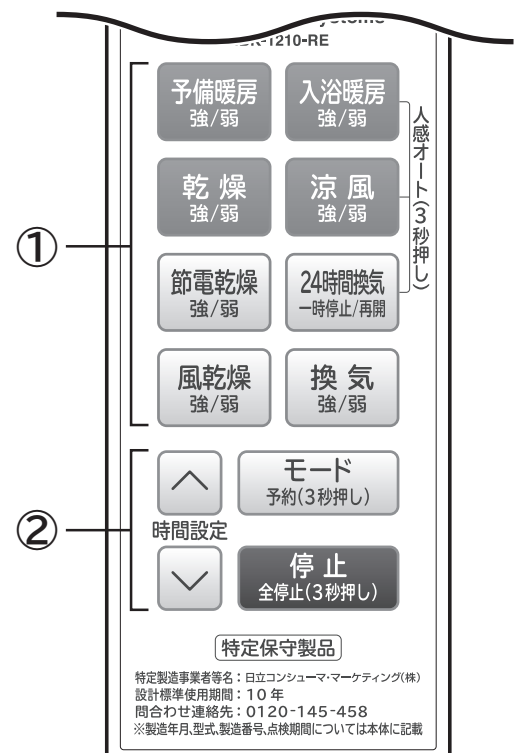 1210-RE
予備暖房
強/弱
入浴暖房
強/弱
乾燥
強/弱
涼風
強/弱
人感オート(3秒押し)
節電乾燥
強/弱
24時間換気
一時停止/再開
風乾燥
強/弱
換気
強/弱
①
モード
予約(3秒押し)
時間設定
停止
全停止(3秒押し)
②
特定保守製品
特定製造事業者等名:日立コンシューマ・マーケティング(株)
設計標準使用期間:10年
問合わせ連絡先:0120-145-458
※製造年月、型式、製造番号、点検期間については本体に記載